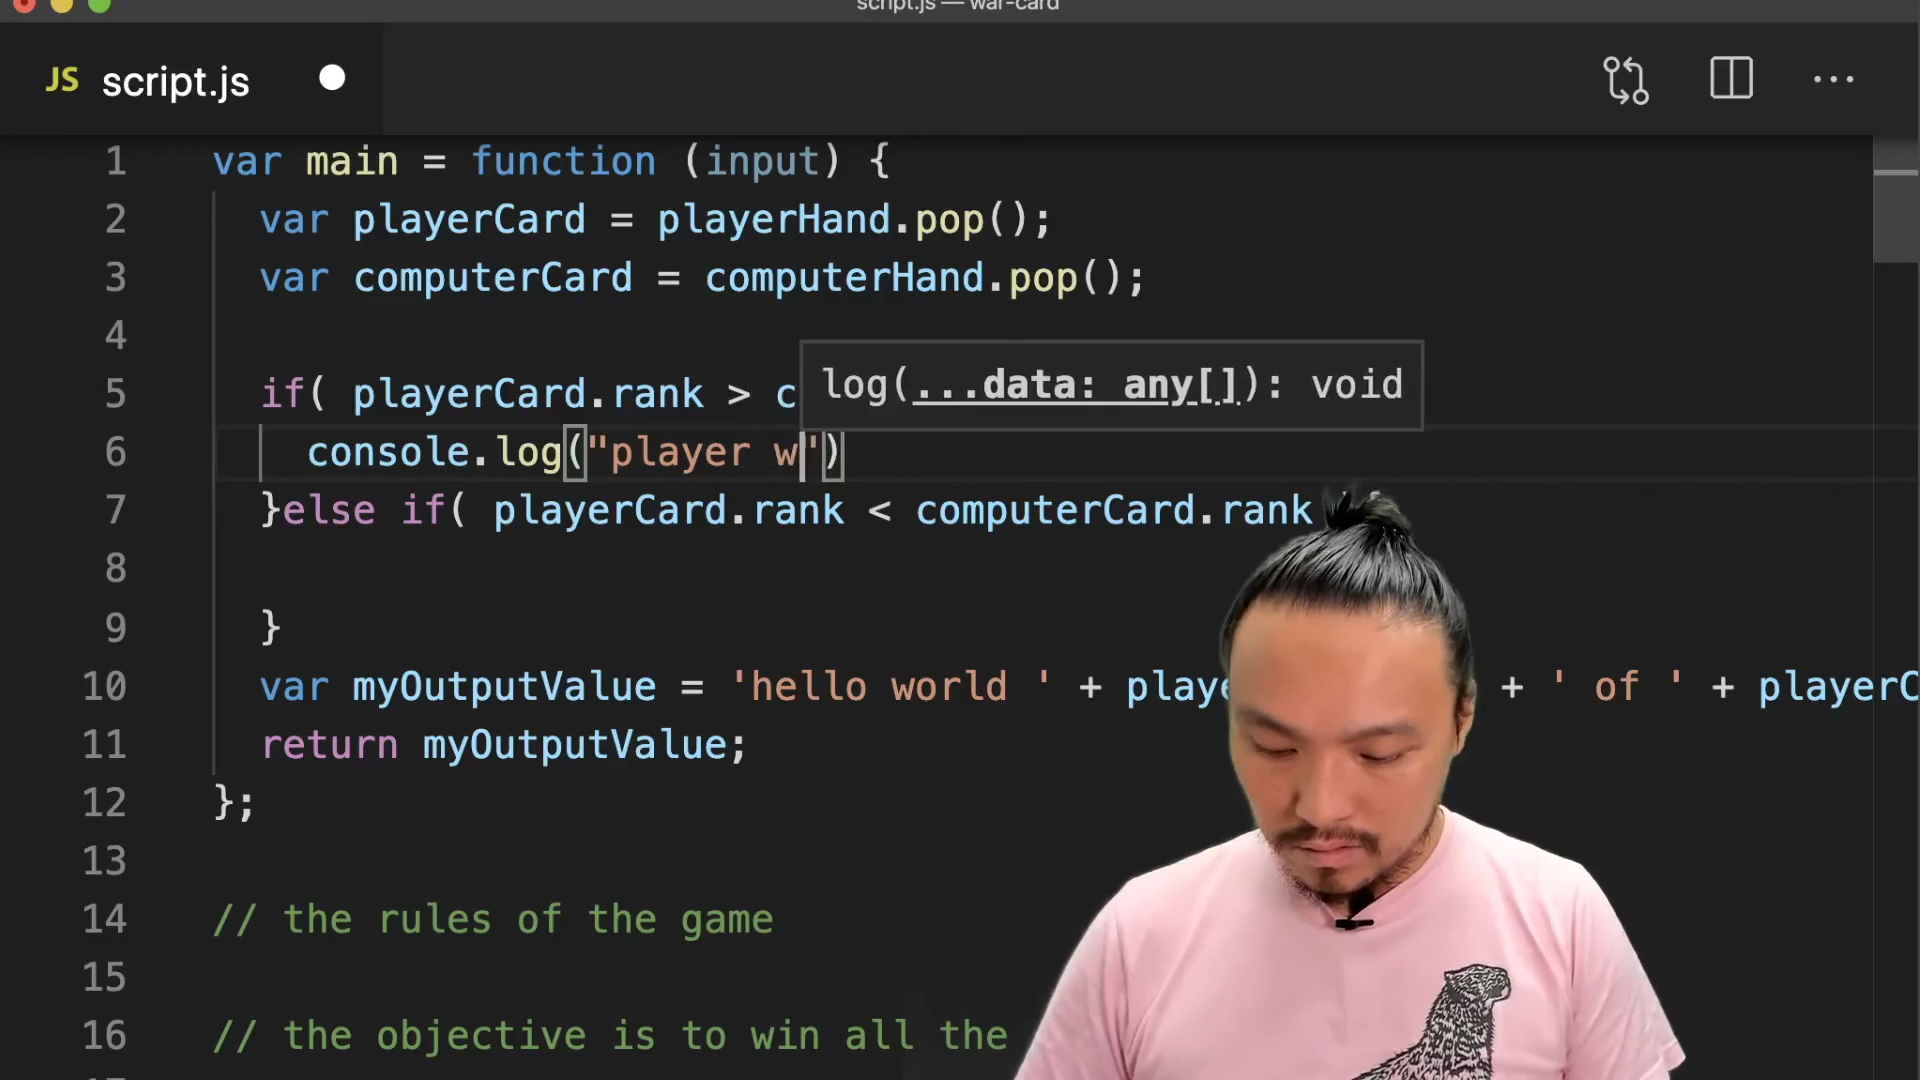 script.js — war-card
JS script.js
1 var main = function (input) {
2 var playerCard = playerHand.pop();
3 var computerCard = computerHand.pop();
4
log(...data: any[]): void
5 if( playerCard.rank > c
6 console.log("player w")
7 }else if( playerCard.rank < computerCard.rank
8
9 }
10 var myOutputValue = 'hello world ' + playe + ' of ' + playerC
11 return myOutputValue;
12 };
13
14 // the rules of the game
15
16 // the objective is to win all the